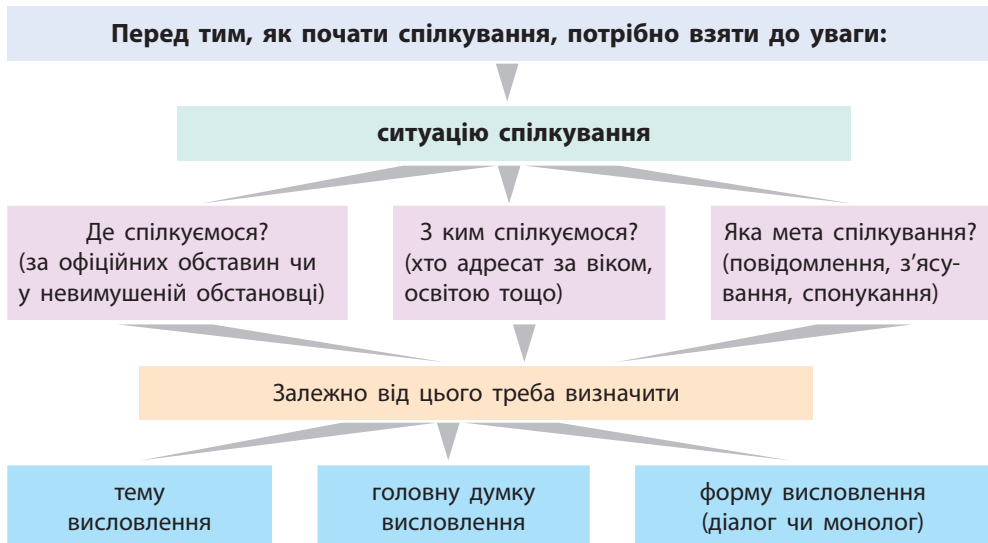 Перед тим, як почати спілкування, потрібно взяти до уваги:
ситуацію спілкування
Де спілкуємося?
(за офіційних обставин чи
у невимушеній обстановці)
З ким спілкуємося?
(хто адресат за віком,
освітою тощо)
Яка мета спілкування?
(повідомлення, з’ясу-
вання, спонукання)
Залежно від цього треба визначити
тему
висловлення
головну думку
висловлення
форму висловлення
(діалог чи монолог)